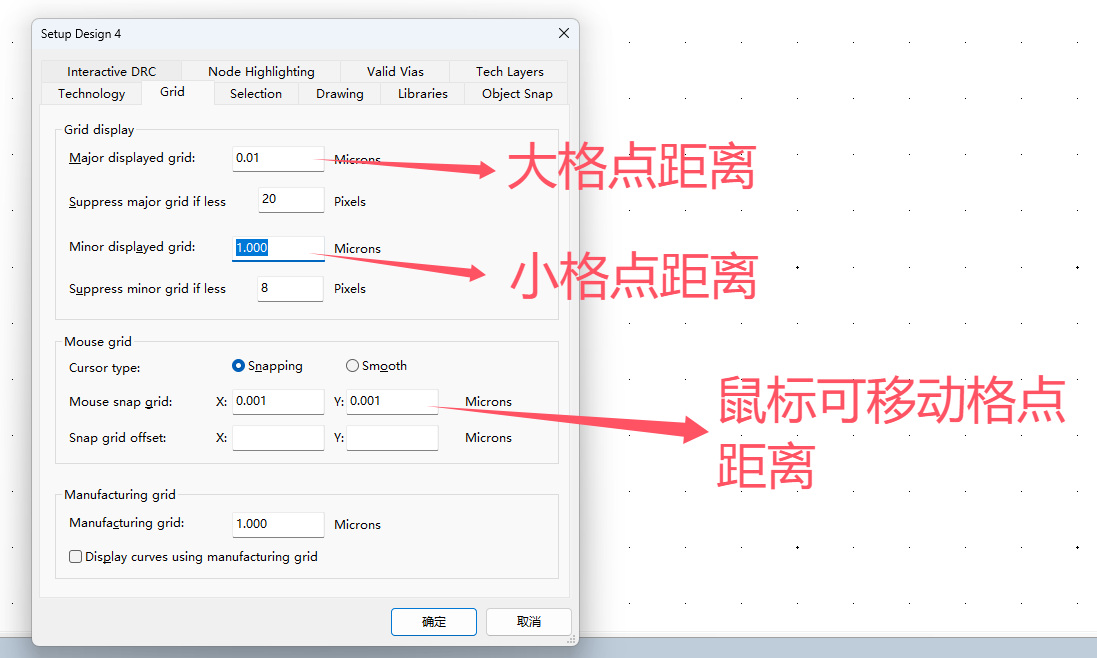 Setup Design 4
Interactive DRC Node Highlighting Valid Vias Tech Layers
Technology Grid Selection Drawing Libraries Object Snap
Grid display
Major displayed grid: 0.01 Microns
大格点距离
Suppress major grid if less 20 Pixels
Minor displayed grid: 1.000 Microns
小格点距离
Suppress minor grid if less 8 Pixels
Mouse grid
Cursor type: Snapping Smooth
Mouse snap grid: X: 0.001 Y: 0.001 Microns
鼠标可移动格点
距离
Snap grid offset: X: Y: Microns
Manufacturing grid
Manufacturing grid: 1.000 Microns
Display curves using manufacturing grid
确定 取消